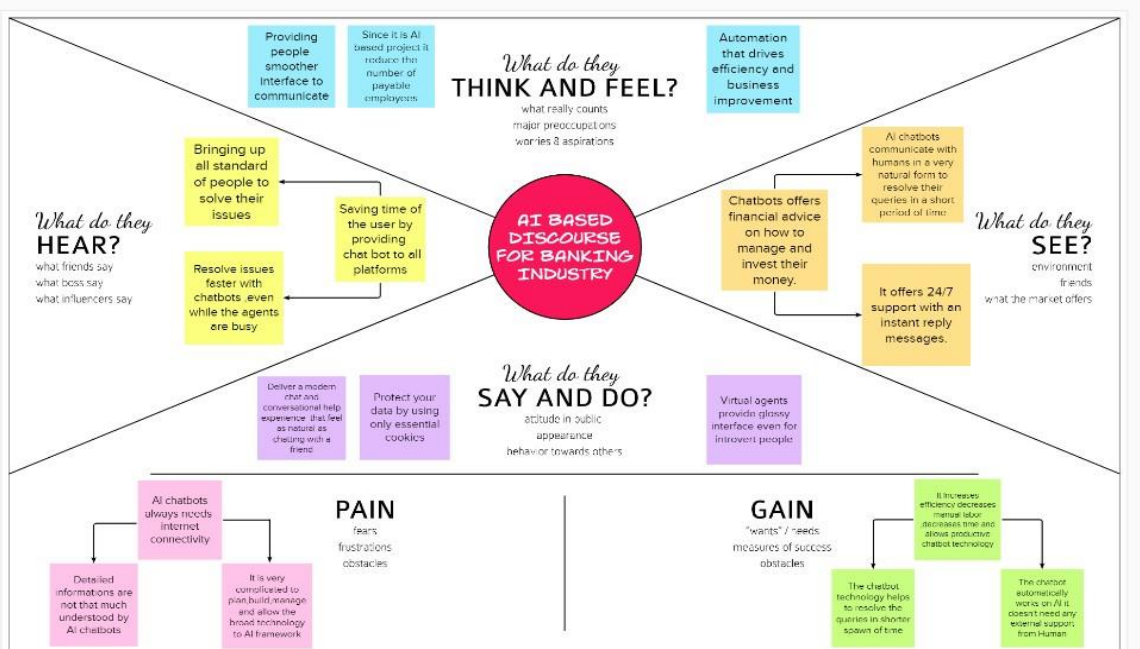 Providing
people
smoother
interface to
communicate
Since it is AI
based project it
reduce the
number of
payable
employees
What do they
THINK AND FEEL?
what really counts
major preoccupations
worries & aspirations
Automation
that drives
efficiency and
business
improvement
Bringing up
all standard
of people to
solve their
issues
What do they
HEAR?
what friends say
what boss say
what influencers say
Saving time of
the user by
providing
chat bot to all
platforms
Resolve issues
faster with
chatbots ,even
while the agents
are busy
AI BASED
DISCOURSE
FOR BANKING
INDUSTRY
Chatbots offers
financial advice
on how to
manage and
invest their
money.
AI chatbots
communicate with
humans in a very
natural form to
resolve their
queries in a short
period of time
What do they
SEE?
environment
friends
what the market offers
It offers 24/7
support with an
instant reply
messages.
Deliver a modern
chat and
conversational help
experience that feel
as natural as
chatting with a
friend
Protect your
data by using
only essential
cookies
What do they
SAY AND DO?
attitude in public
appearance
behavior towards others
Virtual agents
provide glossy
interface even for
introvert people
AI chatbots
always needs
internet
connectivity
PAIN
fears
frustrations
obstacles
Detailed
informations are
not that much
understood by
AI chatbots
It is very
complicated to
plan,build,manage
and allow the
broad technology
to AI framework
GAIN
"wants" / needs
measures of success
obstacles
It Increases
efficiency decreases
manual labor
,decreases time and
allows productive
chatbot technology
The chatbot
technology helps
to resolve the
queries in shorter
spawn of time
The chatbot
automatically
works on AI it
doesn't need any
external support
from Human